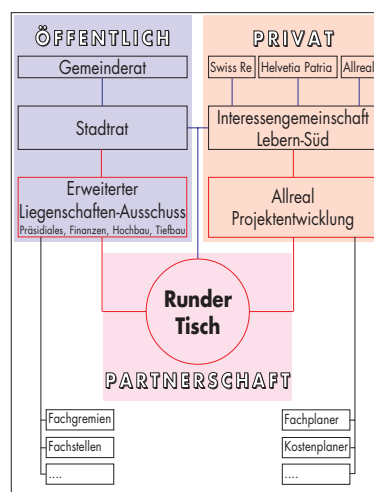 ÖFFENTLICH
PRIVAT
Gemeinderat
Swiss Re
Helvetia Patria
Allreal
Stadtrat
Interessengemeinschaft
Lebern-Süd
Erweiterter
Liegenschaften-Ausschuss
Präsidiales, Finanzen, Hochbau, Tiefbau
Allreal
Projektentwicklung
Runder
Tisch
PARTNERSCHAFT
Fachgremien
Fachstellen
....
Fachplaner
Kostenplaner
....